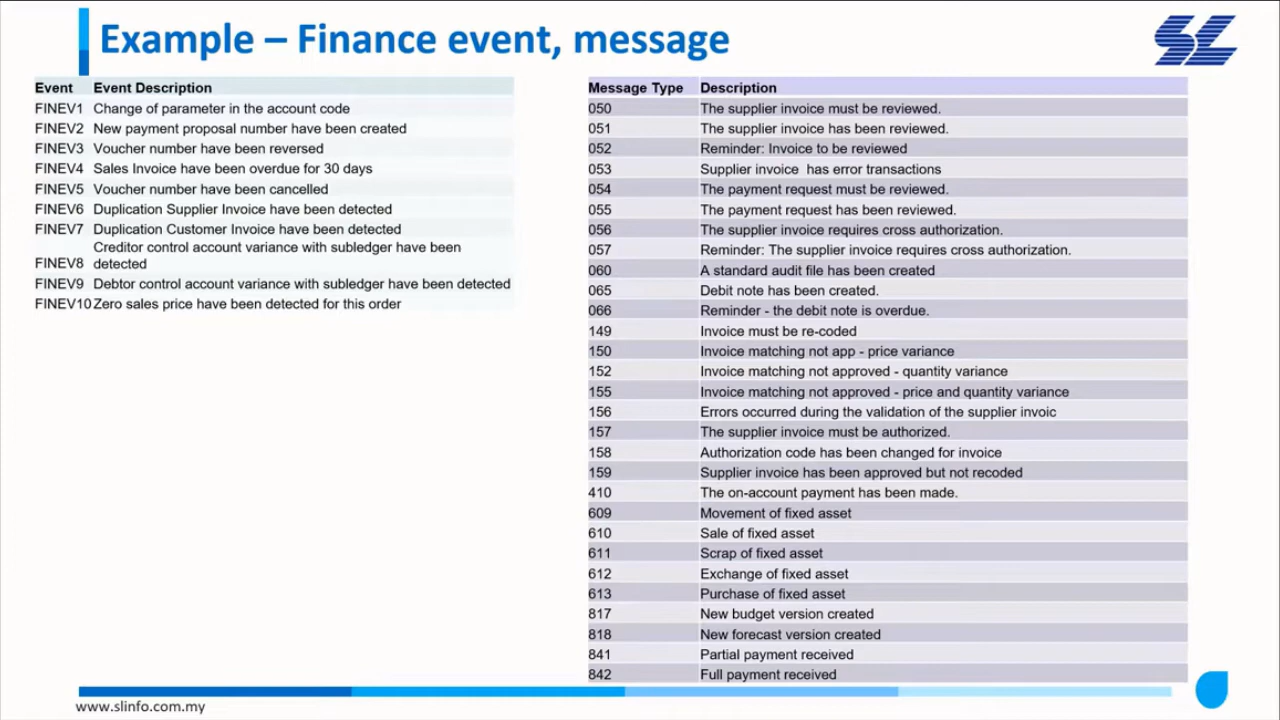 Example – Finance event, message
SL
Event Event Description
FINEV1 Change of parameter in the account code
FINEV2 New payment proposal number have been created
FINEV3 Voucher number have been reversed
FINEV4 Sales Invoice have been overdue for 30 days
FINEV5 Voucher number have been cancelled
FINEV6 Duplication Supplier Invoice have been detected
FINEV7 Duplication Customer Invoice have been detected
Creditor control account variance with subledger have been
FINEV8 detected
FINEV9 Debtor control account variance with subledger have been detected
FINEV10 Zero sales price have been detected for this order
Message Type Description
050 The supplier invoice must be reviewed.
051 The supplier invoice has been reviewed.
052 Reminder: Invoice to be reviewed
053 Supplier invoice  has error transactions
054 The payment request must be reviewed.
055 The payment request has been reviewed.
056 The supplier invoice requires cross authorization.
057 Reminder: The supplier invoice requires cross authorization.
060 A standard audit file has been created
065 Debit note has been created.
066 Reminder - the debit note is overdue.
149 Invoice must be re-coded
150 Invoice matching not app - price variance
152 Invoice matching not approved - quantity variance
155 Invoice matching not approved - price and quantity variance
156 Errors occurred during the validation of the supplier invoic
157 The supplier invoice must be authorized.
158 Authorization code has been changed for invoice
159 Supplier invoice has been approved but not recoded
410 The on-account payment has been made.
609 Movement of fixed asset
610 Sale of fixed asset
611 Scrap of fixed asset
612 Exchange of fixed asset
613 Purchase of fixed asset
817 New budget version created
818 New forecast version created
841 Partial payment received
842 Full payment received
www.slinfo.com.my